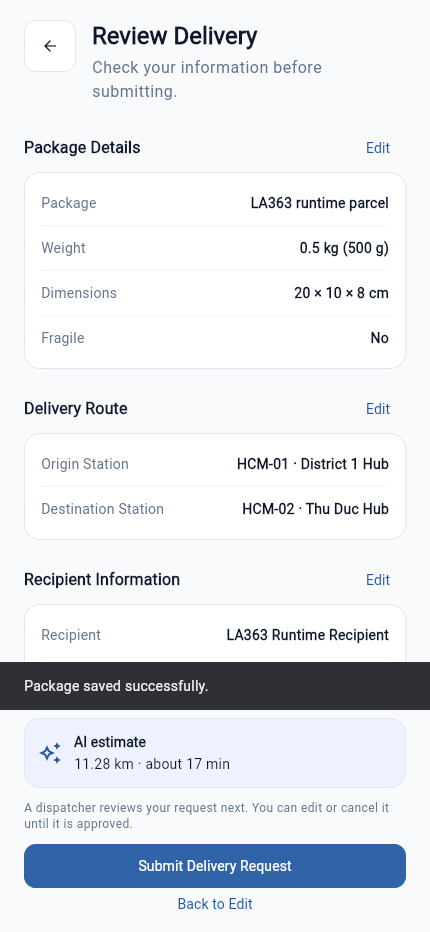 Review Delivery
Check your information before
submitting.
Package Details
Edit
Package
LA363 runtime parcel
Weight
0.5 kg (500 g)
Dimensions
20 × 10 × 8 cm
Fragile
No
Delivery Route
Edit
Origin Station
HCM-01 · District 1 Hub
Destination Station
HCM-02 · Thu Duc Hub
Recipient Information
Edit
Recipient
LA363 Runtime Recipient
Package saved successfully.
AI estimate
11.28 km · about 17 min
A dispatcher reviews your request next. You can edit or cancel it
until it is approved.
Submit Delivery Request
Back to Edit